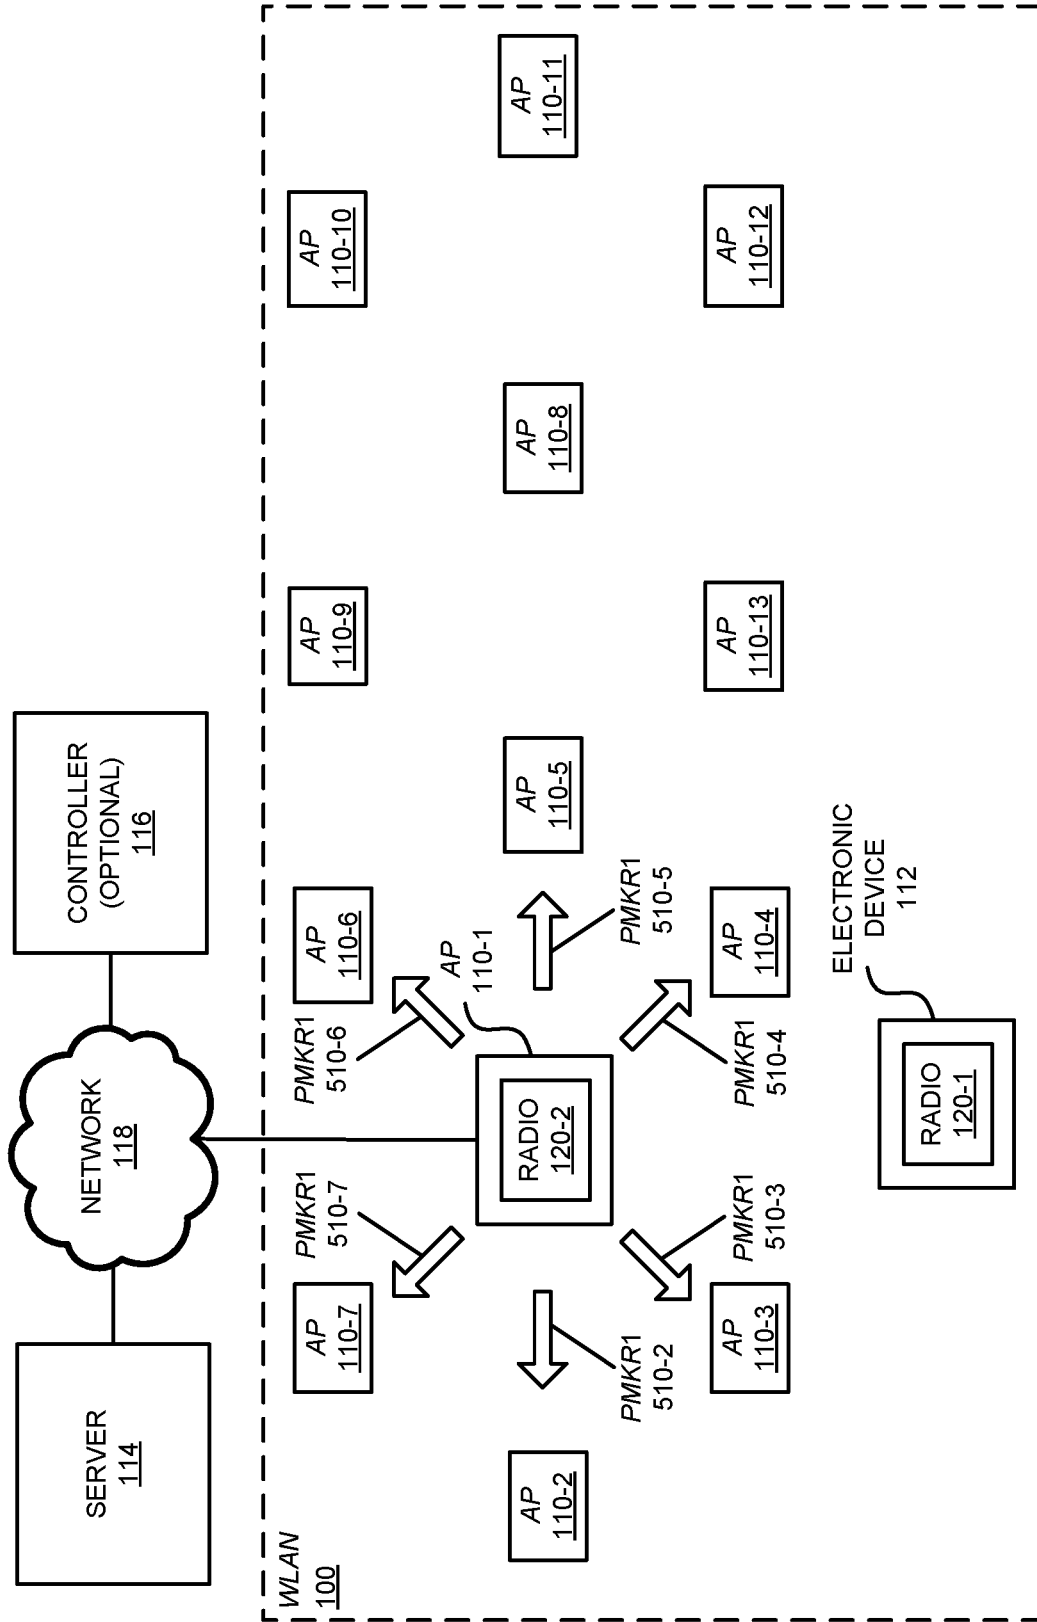 SERVER
114
NETWORK
118
CONTROLLER
(OPTIONAL)
116
WLAN
100
AP
110-7
PMKR1
510-7
PMKR1
510-6
AP
110-6
AP
110-9
AP
110-10
AP
110-1
AP
110-2
PMKR1
510-2
RADIO
120-2
PMKR1
510-5
AP
110-5
AP
110-8
AP
110-11
AP
110-3
PMKR1
510-3
PMKR1
510-4
AP
110-4
AP
110-13
AP
110-12
RADIO
120-1
ELECTRONIC
DEVICE
112